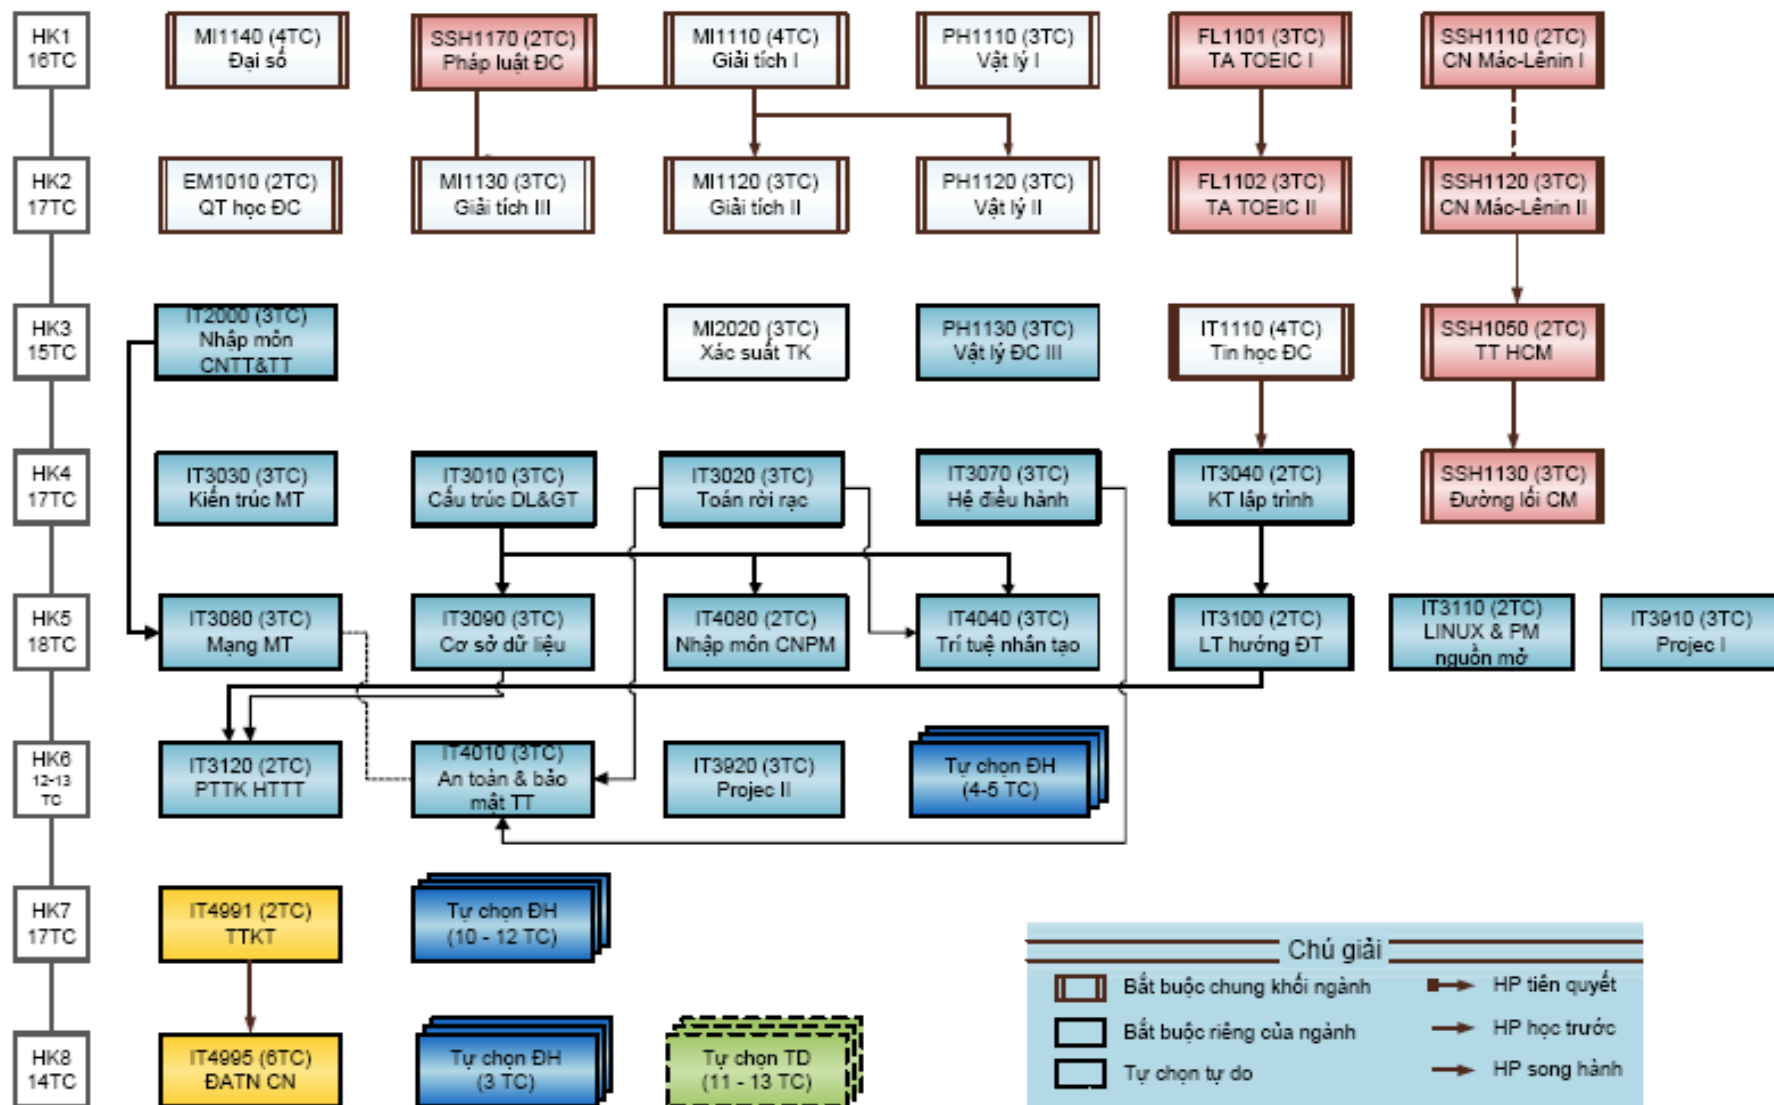 HK1
16TC
MI1140 (4TC)
Đại số
SSH1170 (2TC)
Pháp luật ĐC
MI1110 (4TC)
Giải tích I
PH1110 (3TC)
Vật lý I
FL1101 (3TC)
TA TOEIC I
SSH1110 (2TC)
CN Mác-Lênin I
HK2
17TC
EM1010 (2TC)
QT học ĐC
MI1130 (3TC)
Giải tích III
MI1120 (3TC)
Giải tích II
PH1120 (3TC)
Vật lý II
FL1102 (3TC)
TA TOEIC II
SSH1120 (3TC)
CN Mác-Lênin II
HK3
15TC
IT2000 (3TC)
Nhập môn
CNTT&TT
MI2020 (3TC)
Xác suất TK
PH1130 (3TC)
Vật lý ĐC III
IT1110 (4TC)
Tin học ĐC
SSH1050 (2TC)
TT HCM
HK4
17TC
IT3030 (3TC)
Kiến trúc MT
IT3010 (3TC)
Cấu trúc DL&GT
IT3020 (3TC)
Toán rời rạc
IT3070 (3TC)
Hệ điều hành
IT3040 (2TC)
KT lập trình
SSH1130 (3TC)
Đường lối CM
HK5
18TC
IT3080 (3TC)
Mạng MT
IT3090 (3TC)
Cơ sở dữ liệu
IT4080 (2TC)
Nhập môn CNPM
IT4040 (3TC)
Trí tuệ nhân tạo
IT3100 (2TC)
LT hướng ĐT
IT3110 (2TC)
LINUX & PM
nguồn mở
IT3910 (3TC)
Projec I
HK6
12-13
TC
IT3120 (2TC)
PTTK HTTT
IT4010 (3TC)
An toàn & bảo
mật TT
IT3920 (3TC)
Projec II
Tự chọn ĐH
(4-5 TC)
HK7
17TC
IT4991 (2TC)
TTKT
Tự chọn ĐH
(10 - 12 TC)
HK8
14TC
IT4995 (6TC)
ĐATN CN
Tự chọn ĐH
(3 TC)
Tự chọn TD
(11 - 13 TC)
Chú giải
Bắt buộc chung khối ngành
HP tiên quyết
Bắt buộc riêng của ngành
HP học trước
Tự chọn tự do
HP song hành